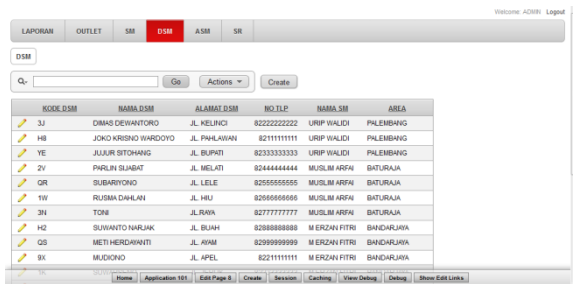 Welcome: ADMIN Logout
LAPORAN OUTLET SM DSM ASM SR
DSM
Go Actions Create
KODE DSM NAMA DSM ALAMAT DSM NO TLP NAMA SM AREA
3J DIMAS DEWANTORO JL. KELINCI 82222222222 URIP WALIDI PALEMBANG
H8 JOKO KRISNO WARDOYO JL. PAHLAWAN 82111111111 URIP WALIDI PALEMBANG
YE JUJUR SITOHANG JL. BUPATI 82333333333 URIP WALIDI PALEMBANG
2V PARLIN SIJABAT JL. MELATI 82444444444 MUSLIM ARFAI BATURAJA
QR SUBARIYONO JL. LELE 82555555555 MUSLIM ARFAI BATURAJA
1W RUSMA DAHLAN JL. HIU 82666666666 MUSLIM ARFAI BATURAJA
3N TONI JL.RAYA 82777777777 MUSLIM ARFAI BATURAJA
H2 SUWANTO NARJAK JL. BUAH 82888888888 M ERZAN FITRI BANDARJAYA
QS METI HERDAYANTI JL. AYAM 82999999999 M ERZAN FITRI BANDARJAYA
9X MUDIONO JL. APEL 82211111111 M ERZAN FITRI BANDARJAYA
Home Application 101 Edit Page 8 Create Session Caching View Debug Debug Show Edit Links